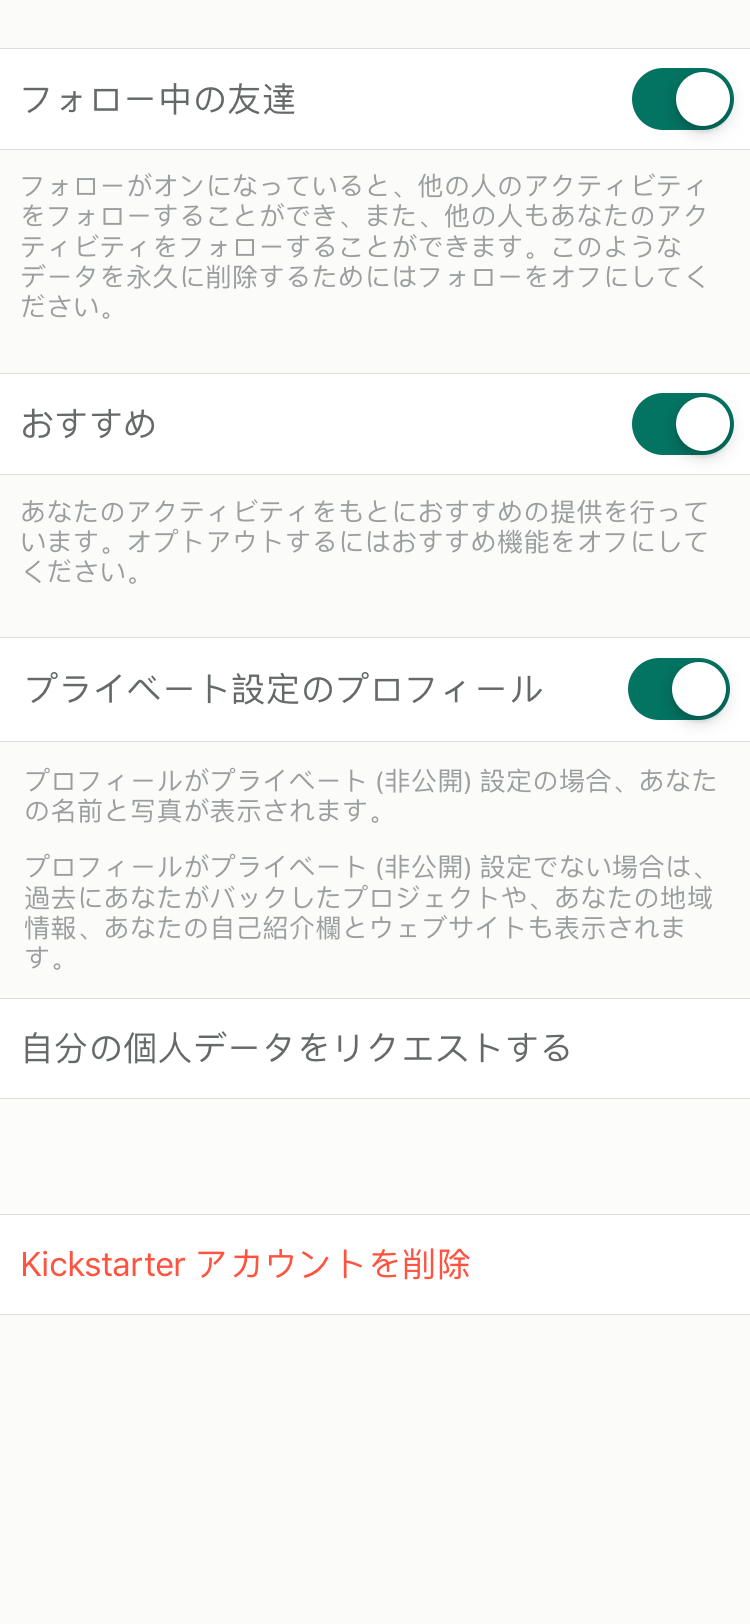 フォロー中の友達
フォローがオンになっていると、他の人のアクティビティ
をフォローすることができ、また、他の人もあなたのアク
ティビティをフォローすることができます。このような
データを永久に削除するためにはフォローをオフにしてく
ださい。
おすすめ
あなたのアクティビティをもとにおすすめの提供を行って
います。オプトアウトするにはおすすめ機能をオフにして
ください。
プライベート設定のプロフィール
プロフィールがプライベート (非公開) 設定の場合、あなた
の名前と写真が表示されます。
プロフィールがプライベート (非公開) 設定でない場合は、
過去にあなたがバックしたプロジェクトや、あなたの地域
情報、あなたの自己紹介欄とウェブサイトも表示されま
す。
自分の個人データをリクエストする
Kickstarter アカウントを削除